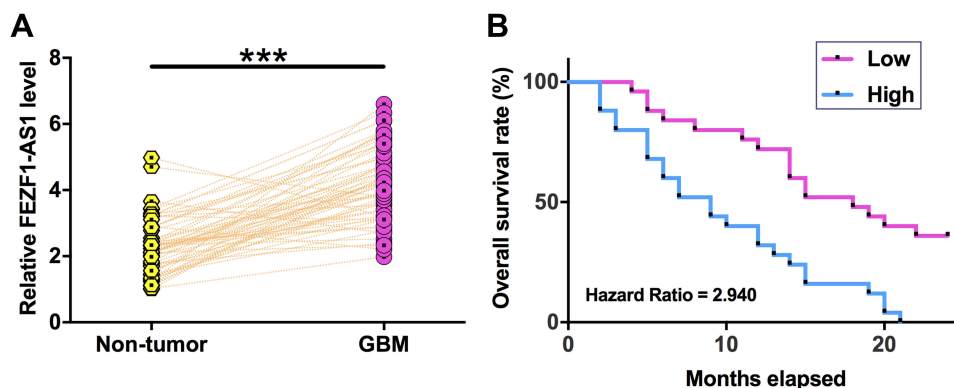 A
Relative FEZF1-AS1 level
8
6
4
2
0
***
Non-tumor
GBM
B
Overall survival rate (%)
100
50
0
Low
High
Hazard Ratio = 2.940
0
10
20
Months elapsed